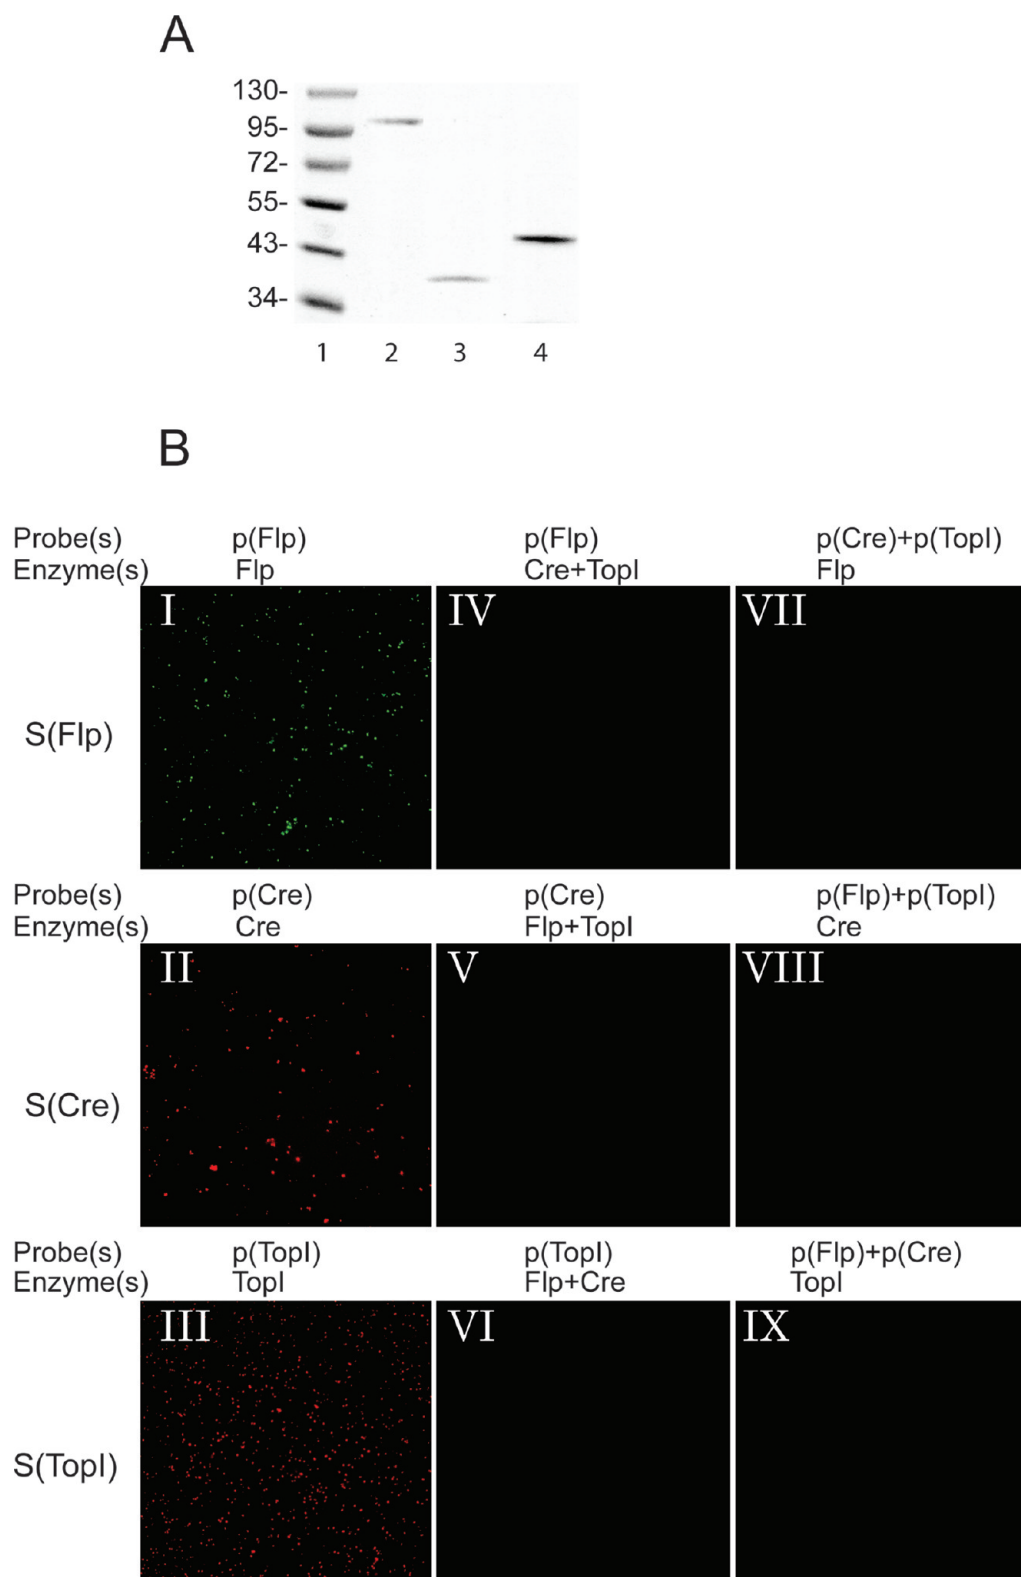 A
130-
95-
72-
55-
43-
34-
1 2 3 4
B
Probe(s) p(Flp) p(Flp) p(Cre)+p(TopI)
Enzyme(s) Flp Cre+TopI Flp
I IV VII
S(Flp)
Probe(s) p(Cre) p(Cre) p(Flp)+p(TopI)
Enzyme(s) Cre Flp+TopI Cre
II V VIII
S(Cre)
Probe(s) p(TopI) p(TopI) p(Flp)+p(Cre)
Enzyme(s) TopI Flp+Cre TopI
III VI IX
S(TopI)